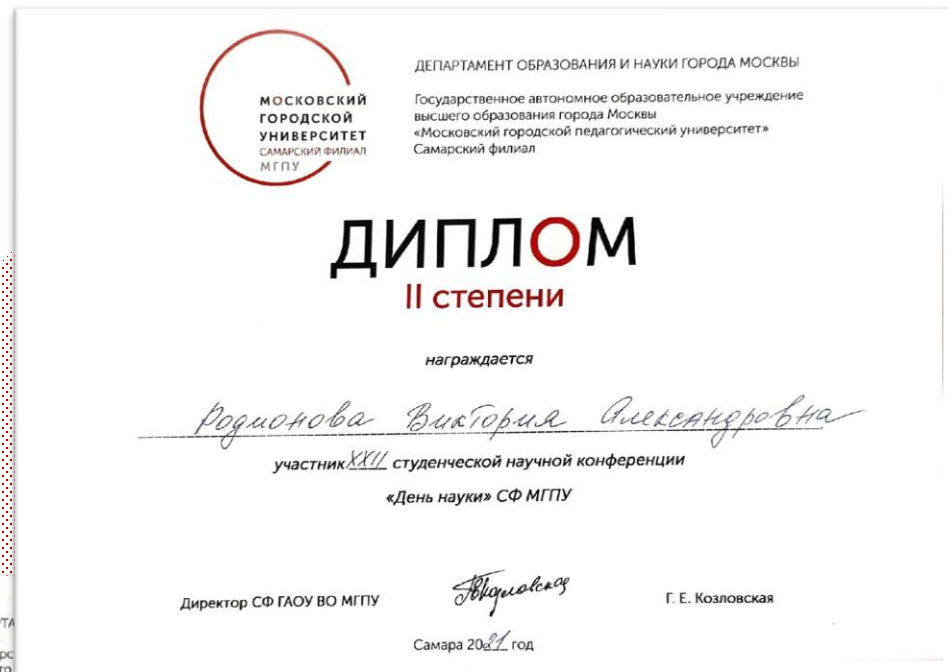 МОСКОВСКИЙ
ГОРОДСКОЙ
УНИВЕРСИТЕТ
САМАРСКИЙ ФИЛИАЛ
МГПУ
ДЕПАРТАМЕНТ ОБРАЗОВАНИЯ И НАУКИ ГОРОДА МОСКВЫ
Государственное автономное образовательное учреждение
высшего образования города Москвы
«Московский городской педагогический университет»
Самарский филиал
ДИПЛОМ
II степени
награждается
Родионова Виктория Александровна
участник XXII студенческой научной конференции
«День науки» СФ МГПУ
Директор СФ ГАОУ ВО МГПУ
Г. Е. Козловская
Самара 2021 год